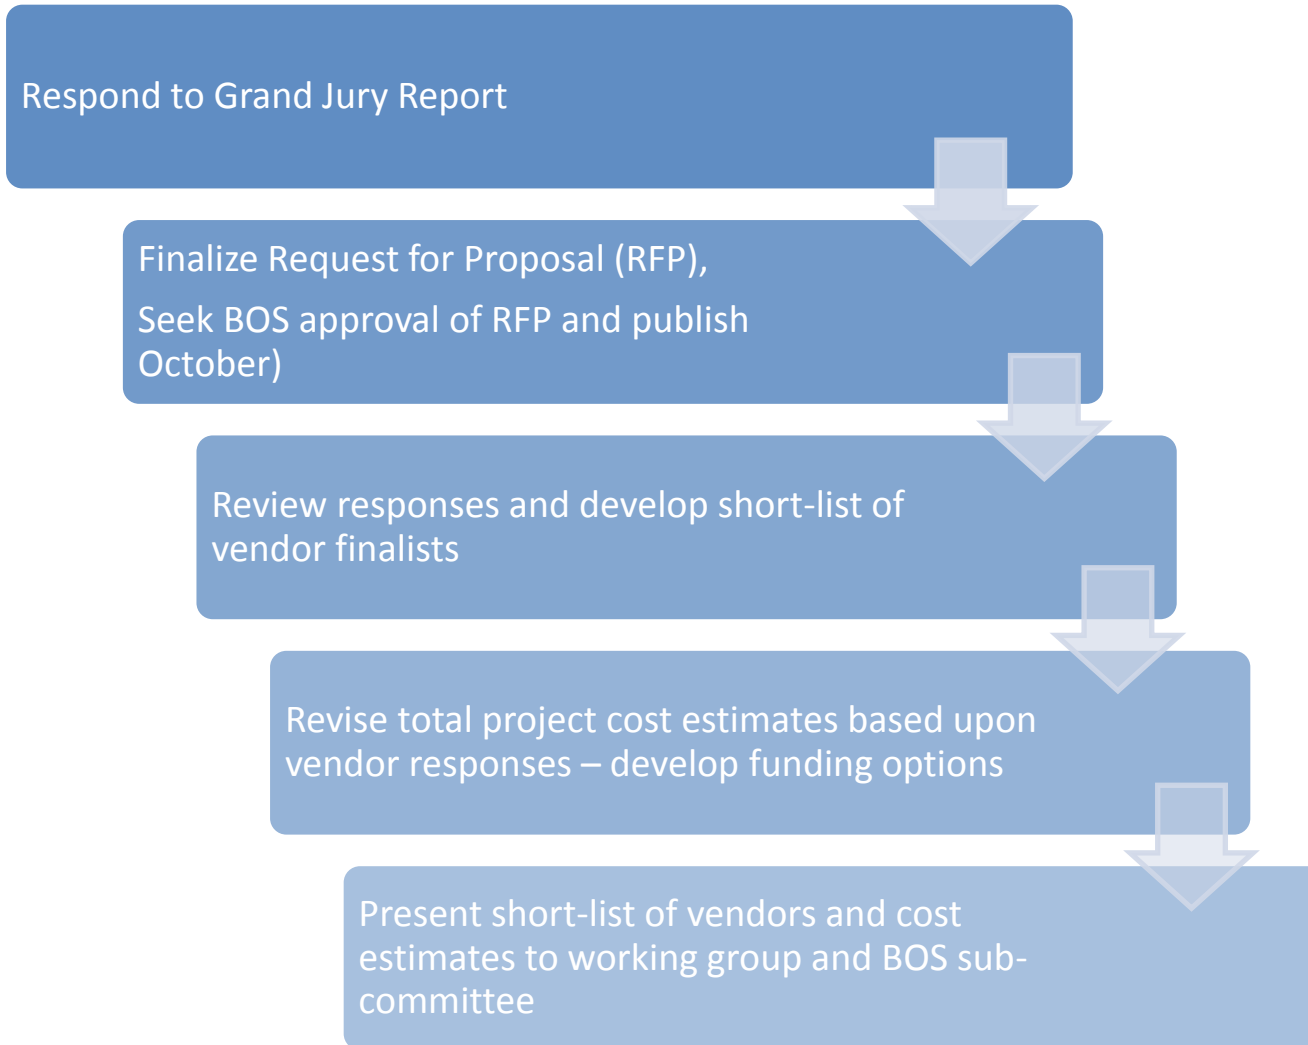 Respond to Grand Jury Report
Finalize Request for Proposal (RFP),
Seek BOS approval of RFP and publish
October)
Review responses and develop short-list of
vendor finalists
Revise total project cost estimates based upon
vendor responses – develop funding options
Present short-list of vendors and cost
estimates to working group and BOS sub-
committee